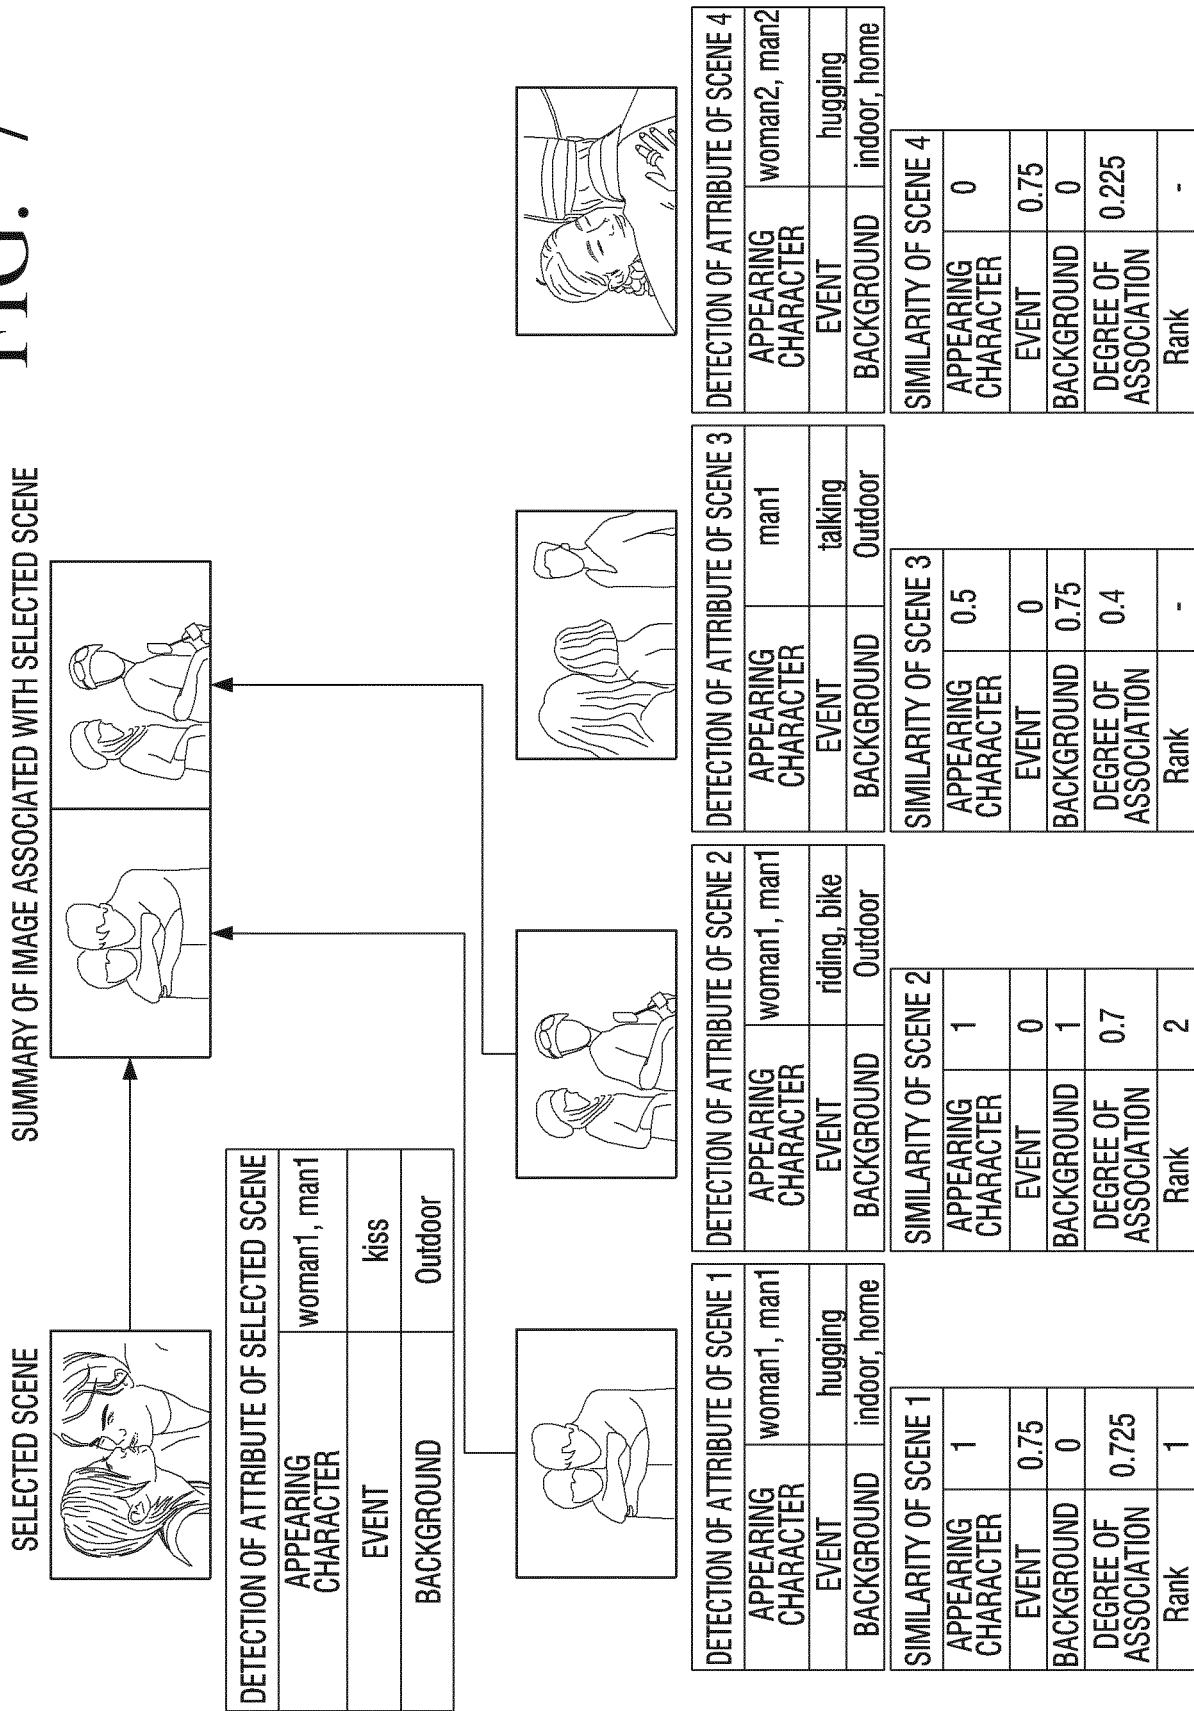 FIG. 7
SELECTED SCENE
SUMMARY OF IMAGE ASSOCIATED WITH SELECTED SCENE
DETECTION OF ATTRIBUTE OF SELECTED SCENE
APPEARING
CHARACTER
woman1, man1
EVENT
kiss
BACKGROUND
Outdoor
DETECTION OF ATTRIBUTE OF SCENE 1
APPEARING
CHARACTER
woman1, man1
EVENT
hugging
BACKGROUND
indoor, home
SIMILARITY OF SCENE 1
APPEARING
CHARACTER
1
EVENT
0.75
BACKGROUND
0
DEGREE OF
ASSOCIATION
0.725
Rank
1
DETECTION OF ATTRIBUTE OF SCENE 2
APPEARING
CHARACTER
woman1, man1
EVENT
riding, bike
BACKGROUND
Outdoor
SIMILARITY OF SCENE 2
APPEARING
CHARACTER
1
EVENT
0
BACKGROUND
1
DEGREE OF
ASSOCIATION
0.7
Rank
2
DETECTION OF ATTRIBUTE OF SCENE 3
APPEARING
CHARACTER
man1
EVENT
talking
BACKGROUND
Outdoor
SIMILARITY OF SCENE 3
APPEARING
CHARACTER
0.5
EVENT
0
BACKGROUND
0.75
DEGREE OF
ASSOCIATION
0.4
Rank
-
DETECTION OF ATTRIBUTE OF SCENE 4
APPEARING
CHARACTER
woman2, man2
EVENT
hugging
BACKGROUND
indoor, home
SIMILARITY OF SCENE 4
APPEARING
CHARACTER
0
EVENT
0.75
BACKGROUND
0
DEGREE OF
ASSOCIATION
0.225
Rank
-